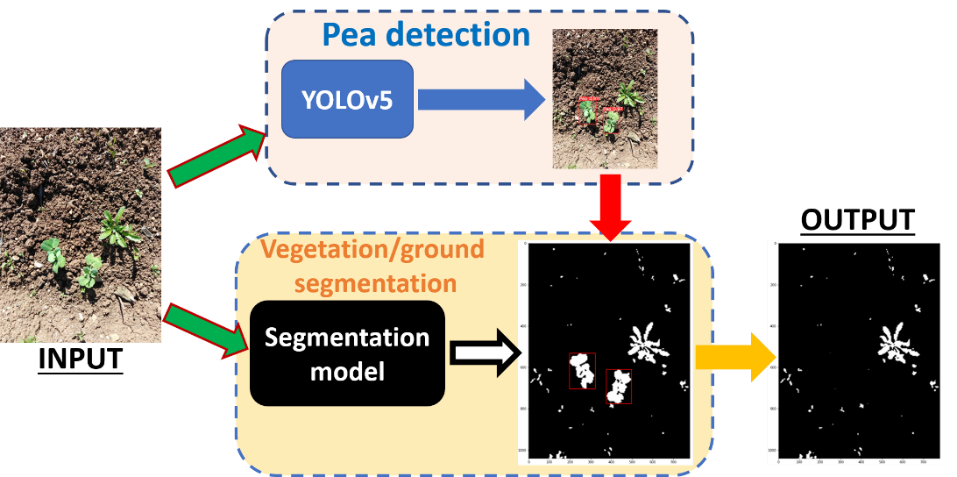 Pea detection
YOLOv5
INPUT
Vegetation/ground
segmentation
Segmentation
model
OUTPUT